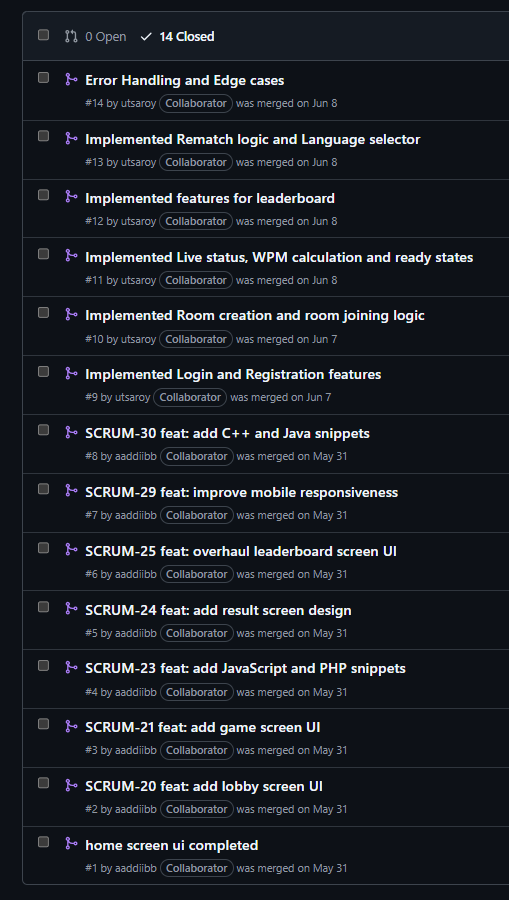 0 Open 14 Closed
Error Handling and Edge cases
#14 by utsaroy Collaborator was merged on Jun 8
Implemented Rematch logic and Language selector
#13 by utsaroy Collaborator was merged on Jun 8
Implemented features for leaderboard
#12 by utsaroy Collaborator was merged on Jun 8
Implemented Live status, WPM calculation and ready states
#11 by utsaroy Collaborator was merged on Jun 8
Implemented Room creation and room joining logic
#10 by utsaroy Collaborator was merged on Jun 7
Implemented Login and Registration features
#9 by utsaroy Collaborator was merged on Jun 7
SCRUM-30 feat: add C++ and Java snippets
#8 by aaddiibb Collaborator was merged on May 31
SCRUM-29 feat: improve mobile responsiveness
#7 by aaddiibb Collaborator was merged on May 31
SCRUM-25 feat: overhaul leaderboard screen UI
#6 by aaddiibb Collaborator was merged on May 31
SCRUM-24 feat: add result screen design
#5 by aaddiibb Collaborator was merged on May 31
SCRUM-23 feat: add JavaScript and PHP snippets
#4 by aaddiibb Collaborator was merged on May 31
SCRUM-21 feat: add game screen UI
#3 by aaddiibb Collaborator was merged on May 31
SCRUM-20 feat: add lobby screen UI
#2 by aaddiibb Collaborator was merged on May 31
home screen ui completed
#1 by aaddiibb Collaborator was merged on May 31